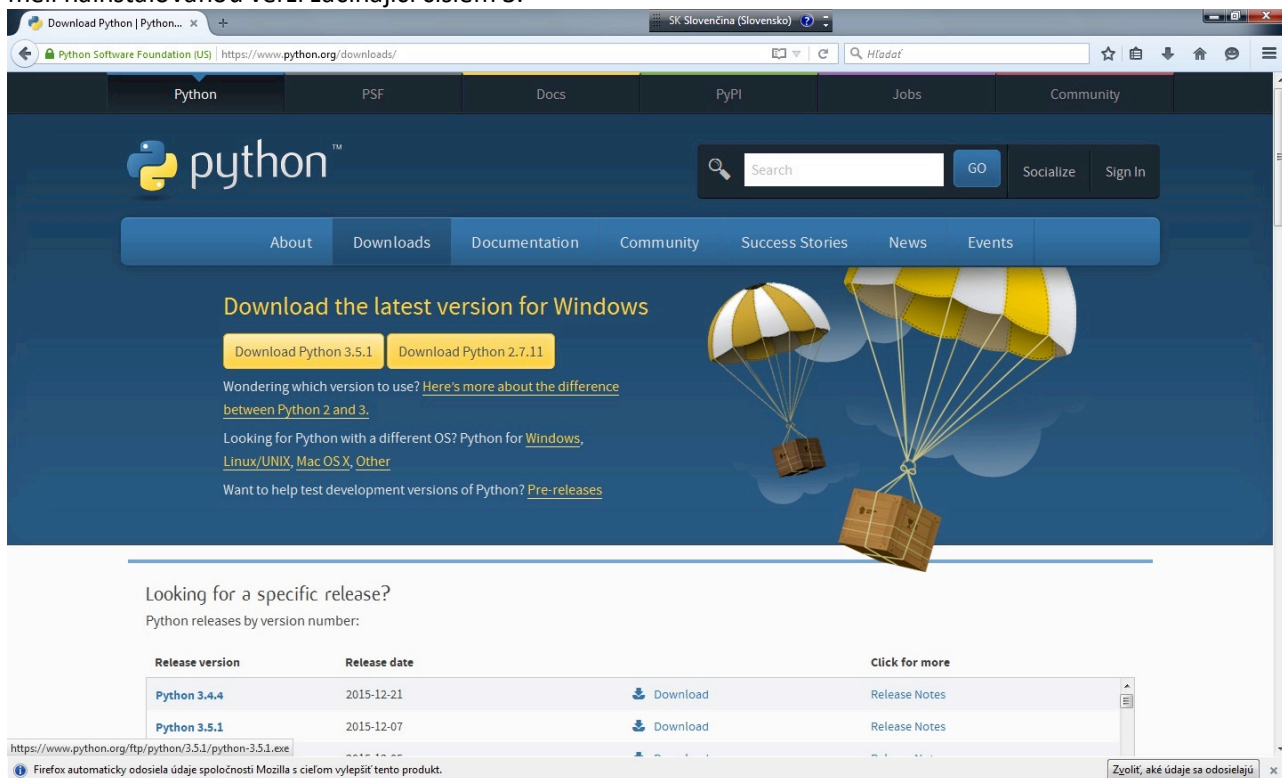 Download Python | Python...
SK Slovenčina (Slovensko)
Python Software Foundation (US) https://www.python.org/downloads/
Hľadať
Python PSF Docs PyPI Jobs Community
python™
Search GO Socialize Sign In
About Downloads Documentation Community Success Stories News Events
Download the latest version for Windows
Download Python 3.5.1 Download Python 2.7.11
Wondering which version to use? Here's more about the difference
between Python 2 and 3.
Looking for Python with a different OS? Python for Windows,
Linux/UNIX, Mac OS X, Other
Want to help test development versions of Python? Pre-releases
Looking for a specific release?
Python releases by version number:
Release version Release date Click for more
Python 3.4.4 2015-12-21 Download Release Notes
Python 3.5.1 2015-12-07 Download Release Notes
https://www.python.org/ftp/python/3.5.1/python-3.5.1.exe
Firefox automaticky odosiela údaje spoločnosti Mozilla s cieľom vylepšiť tento produkt. Zvoliť, aké údaje sa odosielajú